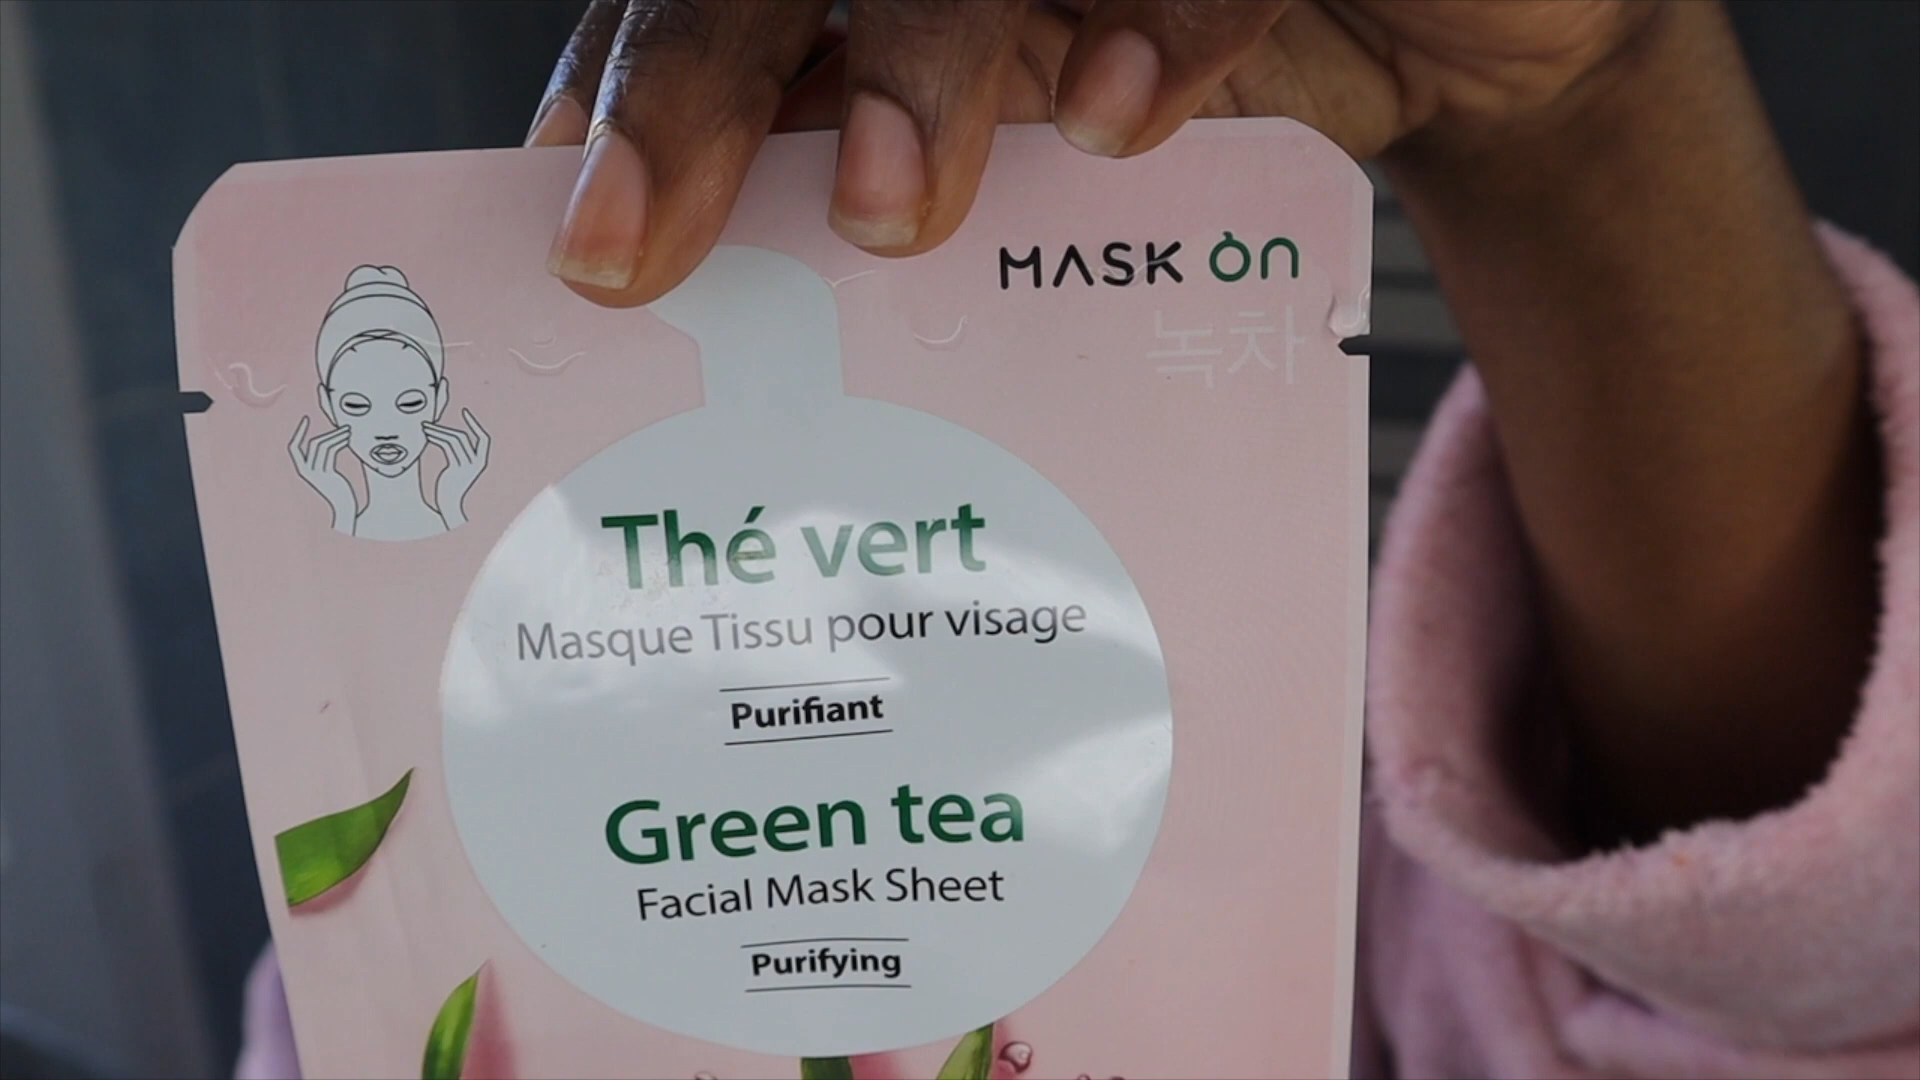 MASK ON
녹차
Thé vert
Masque Tissu pour visage
Purifiant
Green tea
Facial Mask Sheet
Purifying